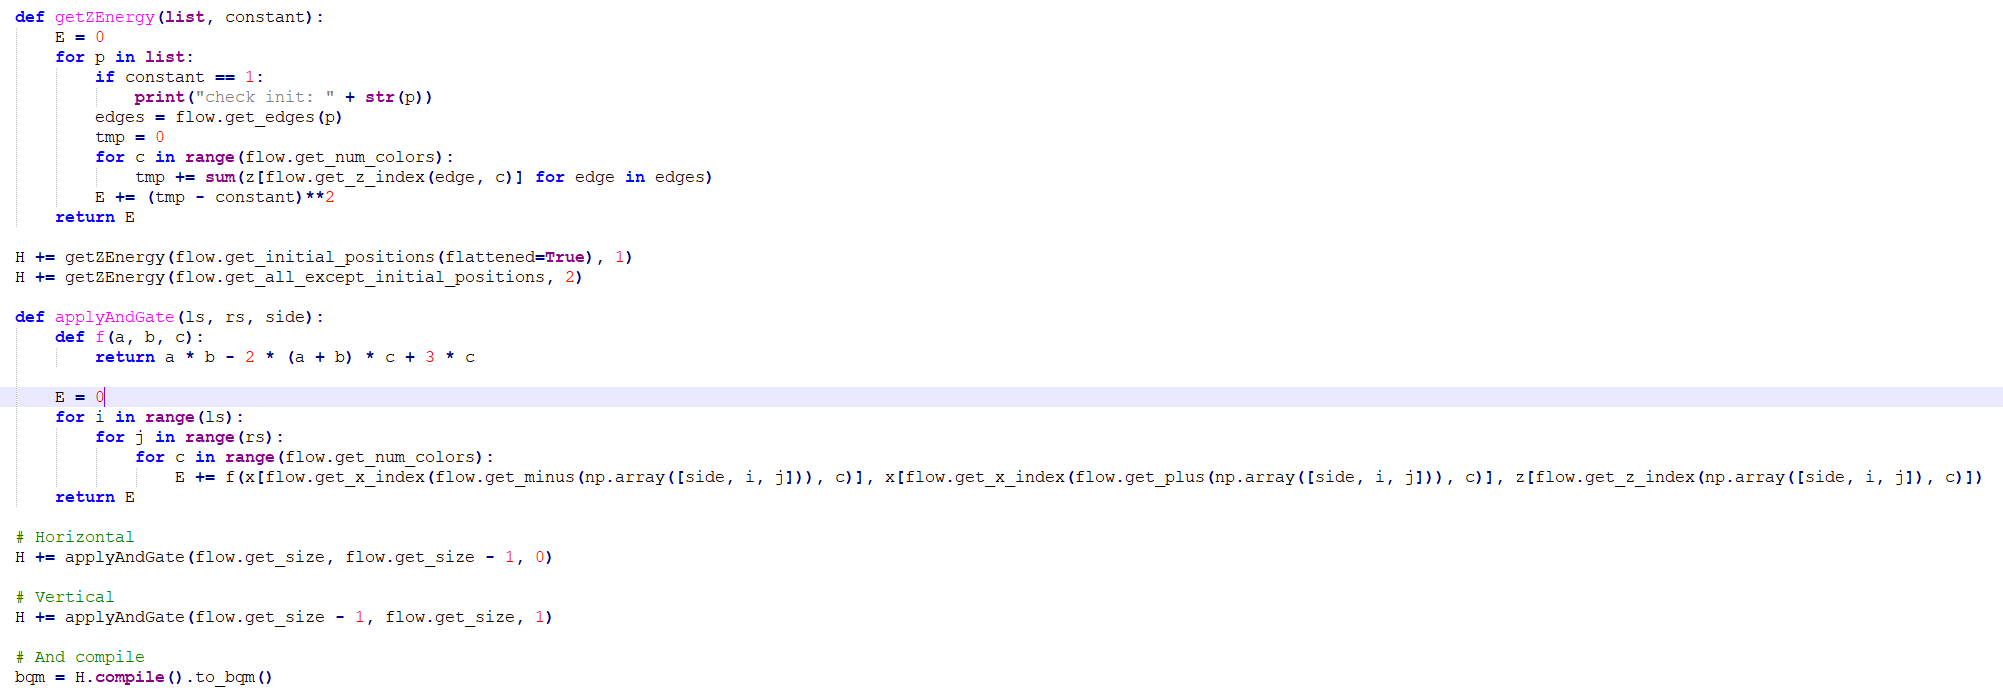 def getZEnergy(list, constant):
    E = 0
    for p in list:
        if constant == 1:
            print("check init: " + str(p))
        edges = flow.get_edges(p)
        tmp = 0
        for c in range(flow.get_num_colors):
            tmp += sum(z[flow.get_z_index(edge, c)] for edge in edges)
        E += (tmp - constant)**2
    return E

H += getZEnergy(flow.get_initial_positions(flattened=True), 1)
H += getZEnergy(flow.get_all_except_initial_positions, 2)

def applyAndGate(ls, rs, side):
    def f(a, b, c):
        return a * b - 2 * (a + b) * c + 3 * c

    E = 0
    for i in range(ls):
        for j in range(rs):
            for c in range(flow.get_num_colors):
                E += f(x[flow.get_x_index(flow.get_minus(np.array([side, i, j])), c)], x[flow.get_x_index(flow.get_plus(np.array([side, i, j])), c)], z[flow.get_z_index(np.array([side, i, j]), c)])
    return E

# Horizontal
H += applyAndGate(flow.get_size, flow.get_size - 1, 0)

# Vertical
H += applyAndGate(flow.get_size - 1, flow.get_size, 1)

# And compile
bqm = H.compile().to_bqm()